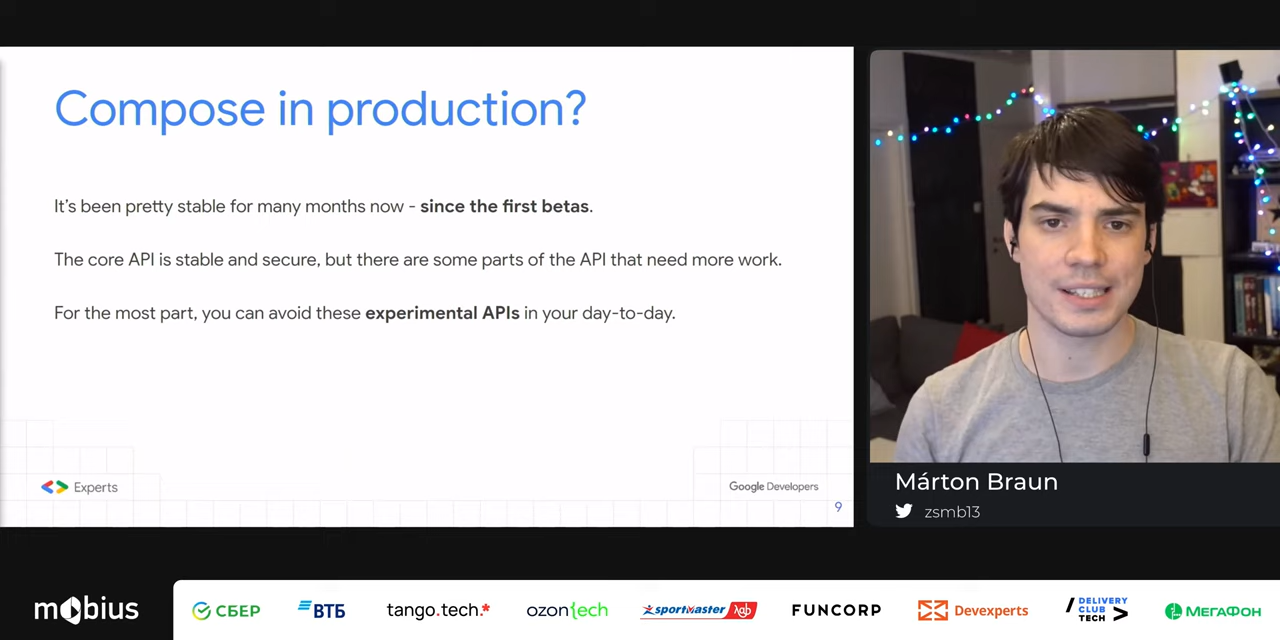 Compose in production?
It's been pretty stable for many months now - since the first betas.
The core API is stable and secure, but there are some parts of the API that need more work.
For the most part, you can avoid these experimental APIs in your day-to-day.
Experts
Google Developers
9
Márton Braun
zsmb13
mobius
СБЕР
ВТБ
tango.tech.*
ozon{tech
sportmaster lab
FUNCORP
Devexperts
/ DELIVERY CLUB TECH >
МЕГАФОН